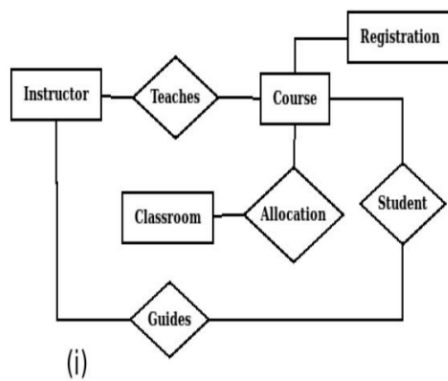 Registration
Instructor
Teaches
Course
Classroom
Allocation
Student
Guides
(i)